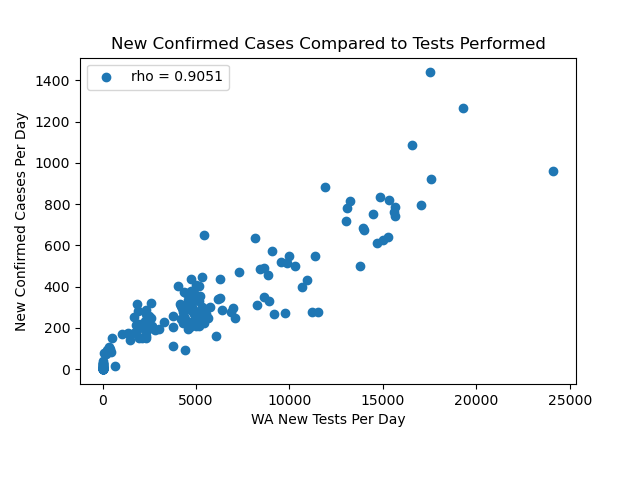 New Confirmed Cases Compared to Tests Performed
rho = 0.9051
New Confirmed Caeses Per Day
1400
1200
1000
800
600
400
200
0
0 5000 10000 15000 20000 25000
WA New Tests Per Day